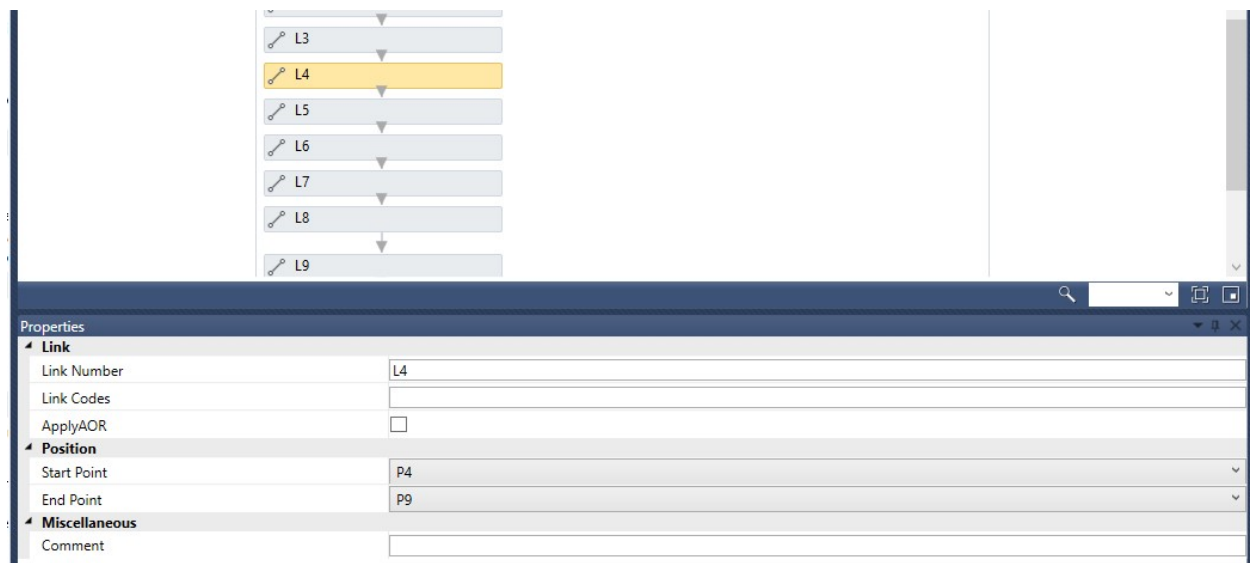 L3
L4
L5
L6
L7
L8
L9
Properties
Link
Link Number L4
Link Codes
ApplyAOR
Position
Start Point P4
End Point P9
Miscellaneous
Comment